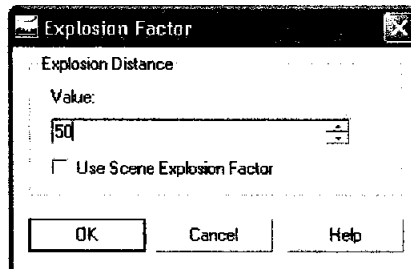 Explosion Factor
Explosion Distance
Value:
50
Use Scene Explosion Factor
OK Cancel Help